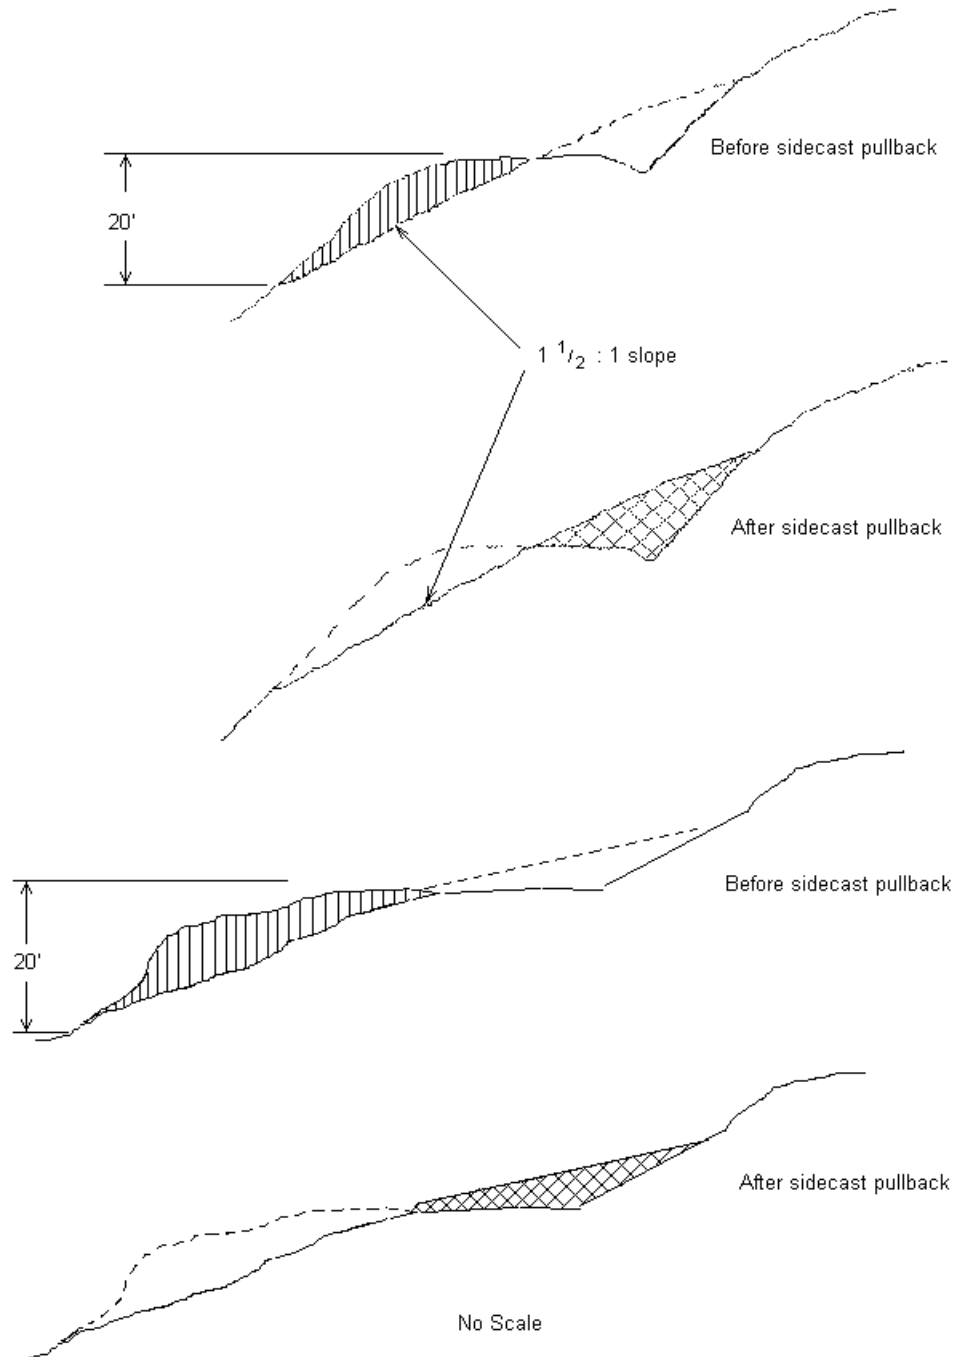 Before sidecast pullback
20'
1 1/2 : 1 slope
After sidecast pullback
Before sidecast pullback
20'
After sidecast pullback
No Scale